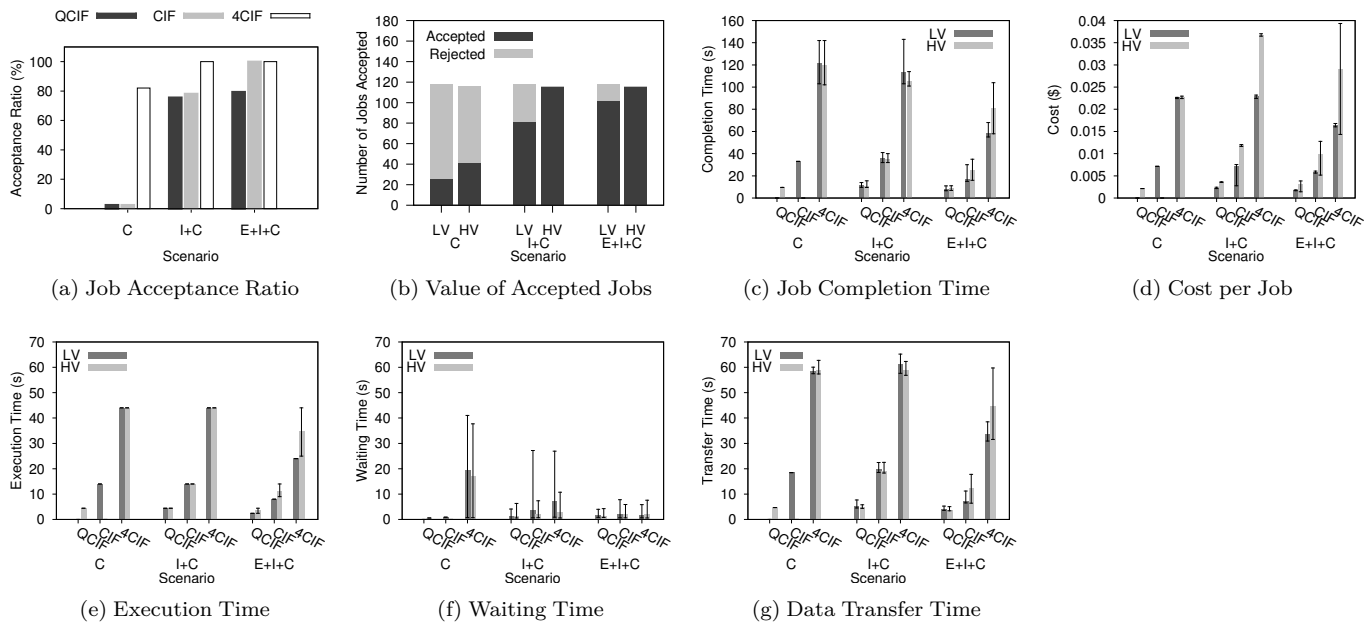 QCIF CIF 4CIF
Acceptance Ratio (%)
100
80
60
40
20
0
C I+C E+I+C
Scenario
(a) Job Acceptance Ratio
Number of Jobs Accepted
180
160
140
120
100
80
60
40
20
0
Accepted
Rejected
LV HV LV HV LV HV
C I+C E+I+C
Scenario
(b) Value of Accepted Jobs
Completion Time (s)
160
140
120
100
80
60
40
20
0
LV
HV
QCIF CIF 4CIF QCIF CIF 4CIF QCIF CIF 4CIF
C I+C E+I+C
Scenario
(c) Job Completion Time
Cost ($)
0.04
0.035
0.03
0.025
0.02
0.015
0.01
0.005
0
LV
HV
QCIF CIF 4CIF QCIF CIF 4CIF QCIF CIF 4CIF
C I+C E+I+C
Scenario
(d) Cost per Job
Execution Time (s)
70
60
50
40
30
20
10
0
LV
HV
QCIF CIF 4CIF QCIF CIF 4CIF QCIF CIF 4CIF
C I+C E+I+C
Scenario
(e) Execution Time
Waiting Time (s)
70
60
50
40
30
20
10
0
LV
HV
QCIF CIF 4CIF QCIF CIF 4CIF QCIF CIF 4CIF
C I+C E+I+C
Scenario
(f) Waiting Time
Transfer Time (s)
70
60
50
40
30
20
10
0
LV
HV
QCIF CIF 4CIF QCIF CIF 4CIF QCIF CIF 4CIF
C I+C E+I+C
Scenario
(g) Data Transfer Time